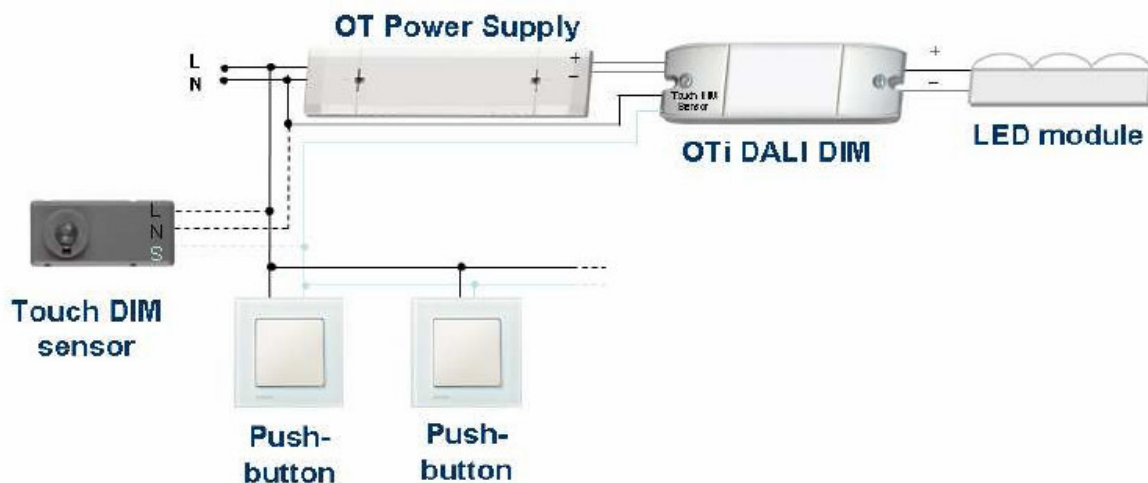 OT Power Supply
L
N
+
−
Touch DIM
Sensor
+
−
OTi DALI DIM
LED module
L
N
S
Touch DIM
sensor
Push-
button
Push-
button